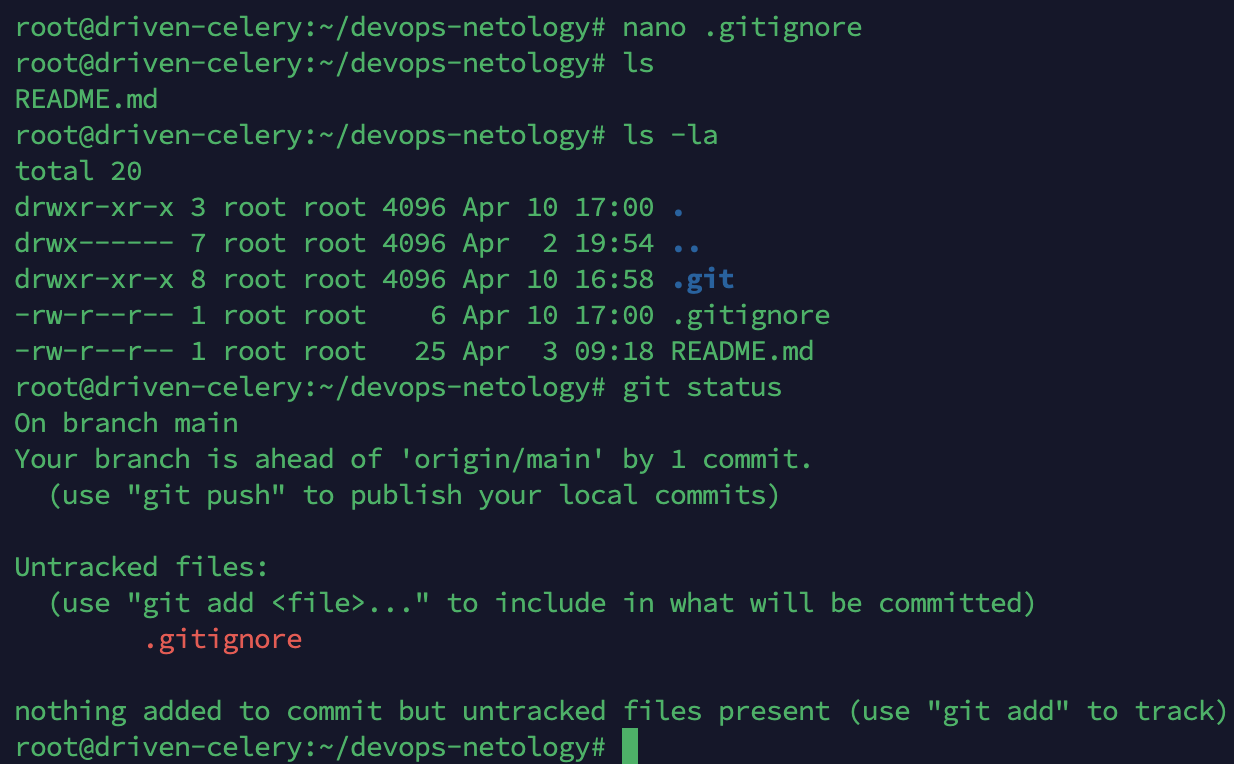 root@driven-celery:~/devops-netology# nano .gitignore
root@driven-celery:~/devops-netology# ls
README.md
root@driven-celery:~/devops-netology# ls -la
total 20
drwxr-xr-x 3 root root 4096 Apr 10 17:00 .
drwx------ 7 root root 4096 Apr  2 19:54 ..
drwxr-xr-x 8 root root 4096 Apr 10 16:58 .git
-rw-r--r-- 1 root root    6 Apr 10 17:00 .gitignore
-rw-r--r-- 1 root root   25 Apr  3 09:18 README.md
root@driven-celery:~/devops-netology# git status
On branch main
Your branch is ahead of 'origin/main' by 1 commit.
  (use "git push" to publish your local commits)

Untracked files:
  (use "git add <file>..." to include in what will be committed)
        .gitignore

nothing added to commit but untracked files present (use "git add" to track)
root@driven-celery:~/devops-netology#